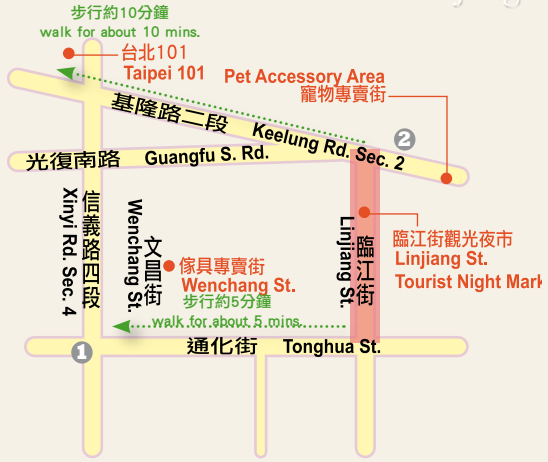 步行約10分鐘
walk for about 10 mins.
台北101
Taipei 101
Pet Accessory Area
寵物專賣街
基隆路二段
Keelung Rd. Sec. 2
2
光復南路
Guangfu S. Rd.
信義路四段
Xinyi Rd. Sec. 4
文昌街
Wenchang St.
傢具專賣街
Wenchang St.
步行約5分鐘
walk for about 5 mins.
臨江街
Linjiang St.
臨江街觀光夜市
Linjiang St.
Tourist Night Mark
1
通化街
Tonghua St.